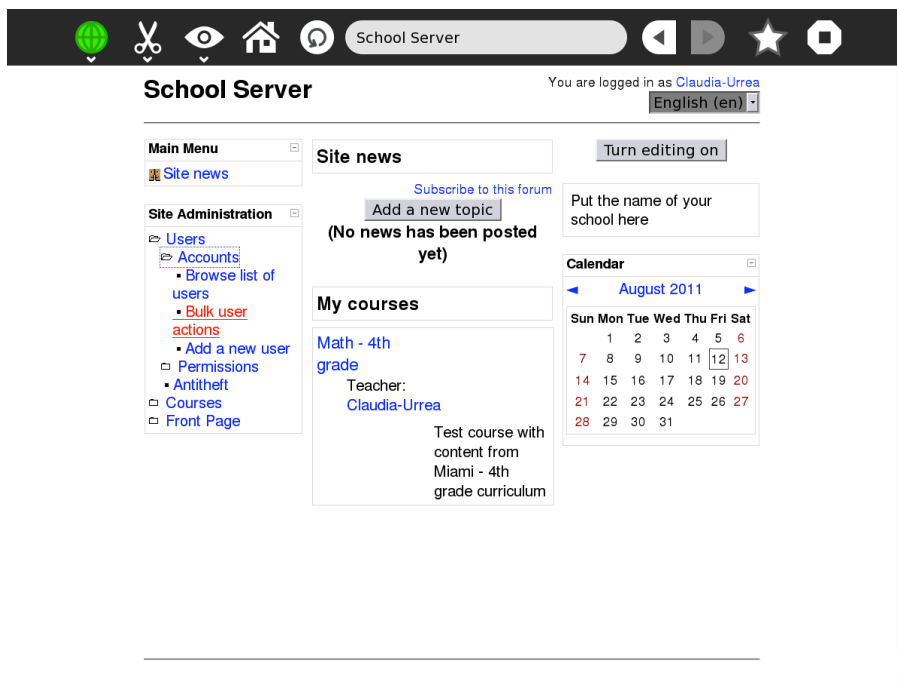 School Server
School Server
You are logged in as Claudia-Urrea
English (en)
Main Menu
Site news
Site Administration
Users
Accounts
Browse list of
users
Bulk user
actions
Add a new user
Permissions
Antitheft
Courses
Front Page
Site news
Subscribe to this forum
Add a new topic
(No news has been posted
yet)
My courses
Math - 4th
grade
Teacher:
Claudia-Urrea
Test course with
content from
Miami - 4th
grade curriculum
Turn editing on
Put the name of your
school here
Calendar
◄ August 2011 ►
Sun Mon Tue Wed Thu Fri Sat
1 2 3 4 5 6
7 8 9 10 11 12 13
14 15 16 17 18 19 20
21 22 23 24 25 26 27
28 29 30 31